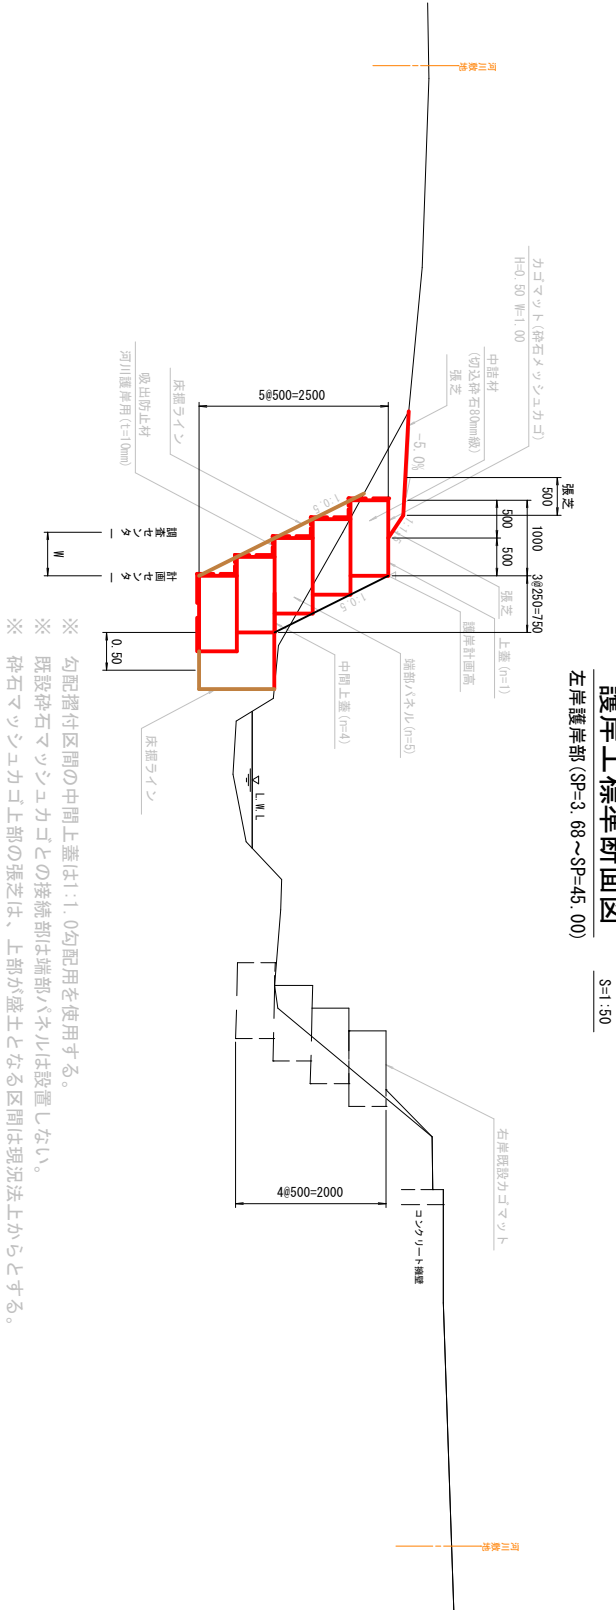 護岸工標準断面図
S=1:50
左岸護岸部(SP=3.68～SP=45.00)
河川敷地
カゴマット(砕石メッシュカゴ)
H=0.50 W=1.00
中詰材
(切込砕石80mm級)
張芝
-5.0%
張芝
500
500
1000
500
3@250=750
1:1.5
張芝
上蓋(n=1)
護岸計画高
端部パネル(n=5)
中間上蓋(n=4)
5@500=2500
1:0.5
1:0.5
床掘ライン
吸出防止材
河川護岸用(t=10mm)
調査センター
W
計画センター
0.50
床掘ライン
L.W.L
4@500=2000
右岸既設カゴマット
コンクリート擁壁
河川敷地
※ 勾配摺付区間の中間上蓋は1:1.0勾配用を使用する。
※ 既設砕石マッシュカゴとの接続部は端部パネルは設置しない。
※ 砕石マッシュカゴ上部の張芝は、上部が盛土となる区間は現況法上からとする。